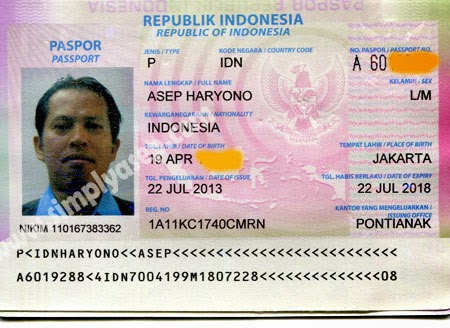 PASPOR REPUBLIK INDONESIA
REPUBLIK INDONESIA
REPUBLIC OF INDONESIA
PASPOR
PASSPORT
JENIS / TYPE KODE NEGARA / COUNTRY CODE NO. PASPOR / PASSPORT NO.
P IDN A 60
NAMA LENGKAP / FULL NAME KELAMIN / SEX
ASEP HARYONO L/M
KEWARGANEGARAAN / NATIONALITY
INDONESIA
TGL. LAHIR / DATE OF BIRTH TEMPAT LAHIR / PLACE OF BIRTH
19 APR JAKARTA
TGL. PENGELUARAN / DATE OF ISSUE TGL. HABIS BERLAKU / DATE OF EXPIRY
22 JUL 2013 22 JUL 2018
REG. NO KANTOR YANG MENGELUARKAN /
ISSUING OFFICE
1A11KC1740CMRN PONTIANAK
NIKIM 110167383362
P<IDNHARYONO<<ASEP<<<<<<<<<<<<<<<<<<<<<<<<<<
A6019288<4IDN7004199M1807228<<<<<<<<<<<<<<08